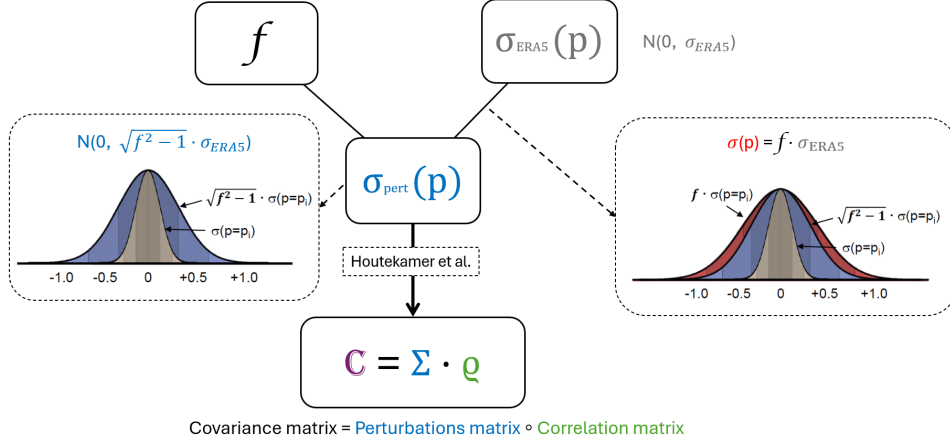 f
σERA5(p)
N(0, σERA5)
N(0, √f²−1 · σERA5)
√f²−1 · σ(p=pi)
σ(p=pi)
-1.0 -0.5 0 +0.5 +1.0
σpert(p)
Houtekamer et al.
σ(p) = f · σERA5
f · σ(p=pi)
√f²−1 · σ(p=pi)
σ(p=pi)
-1.0 -0.5 0 +0.5 +1.0
ℂ = Σ · ϱ
Covariance matrix = Perturbations matrix ∘ Correlation matrix